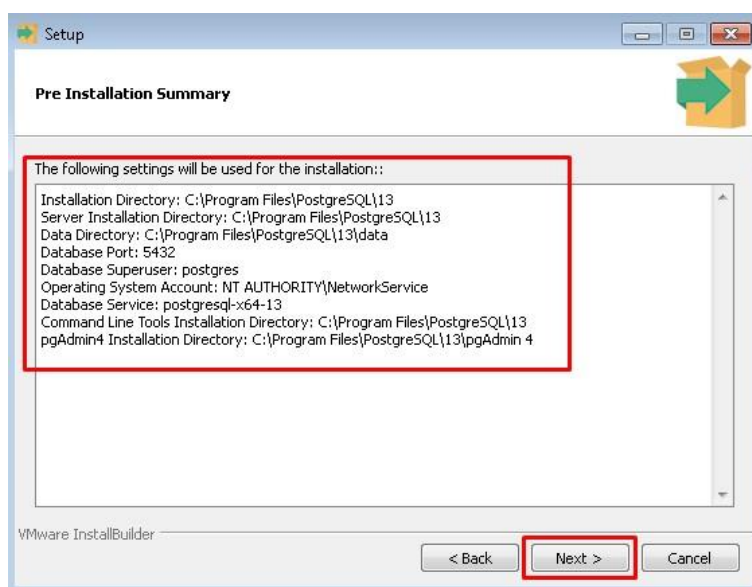 Setup
Pre Installation Summary
The following settings will be used for the installation::
Installation Directory: C:\Program Files\PostgreSQL\13
Server Installation Directory: C:\Program Files\PostgreSQL\13
Data Directory: C:\Program Files\PostgreSQL\13\data
Database Port: 5432
Database Superuser: postgres
Operating System Account: NT AUTHORITY\NetworkService
Database Service: postgresql-x64-13
Command Line Tools Installation Directory: C:\Program Files\PostgreSQL\13
pgAdmin4 Installation Directory: C:\Program Files\PostgreSQL\13\pgAdmin 4
VMware InstallBuilder
< Back Next > Cancel